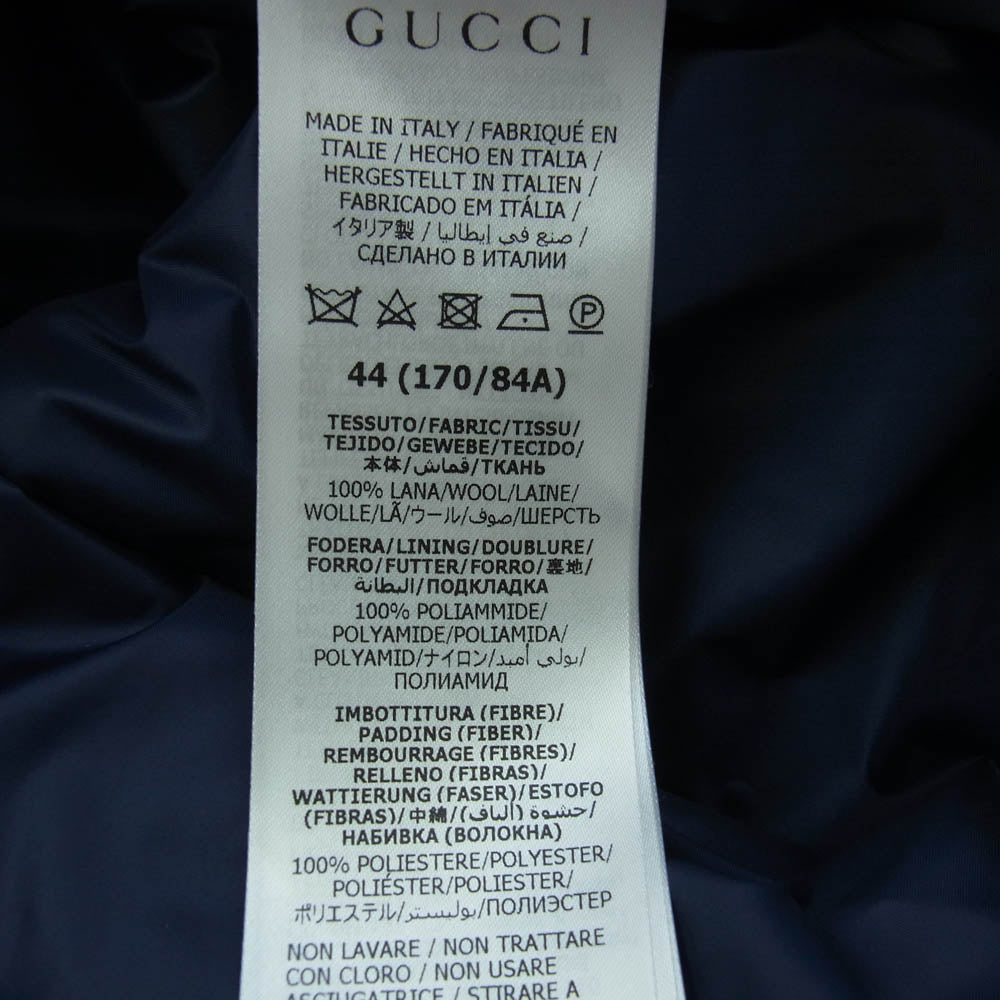 GUCCI
MADE IN ITALY / FABRIQUÉ EN
ITALIE / HECHO EN ITALIA /
HERGESTELLT IN ITALIEN /
FABRICADO EM ITÁLIA /
イタリア製 / صنع في إيطاليا /
СДЕЛАНО В ИТАЛИИ
P
44 (170/84A)
TESSUTO/FABRIC/TISSU/
TEJIDO/GEWEBE/TECIDO/
本体/قماش/ТКАНЬ
100% LANA/WOOL/LAINE/
WOLLE/LÃ/ウール/صوف/ШЕРСТЬ
FODERA/LINING/DOUBLURE/
FORRO/FUTTER/FORRO/裏地/
البطانة/ПОДКЛАДКА
100% POLIAMMIDE/
POLYAMIDE/POLIAMIDA/
POLYAMID/ナイロン/بولي أميد/
ПОЛИАМИД
IMBOTTITURA (FIBRE)/
PADDING (FIBER)/
REMBOURRAGE (FIBRES)/
RELLENO (FIBRAS)/
WATTIERUNG (FASER)/ESTOFO
(FIBRAS)/中綿/حشوة (ألياف)/
НАБИВКА (ВОЛОКНА)
100% POLIESTERE/POLYESTER/
POLIÉSTER/POLIESTER/
ポリエステル/بوليستر/ПОЛИЭСТЕР
NON LAVARE / NON TRATTARE
CON CLORO / NON USARE
ASCIUGATRICE / STIRARE A